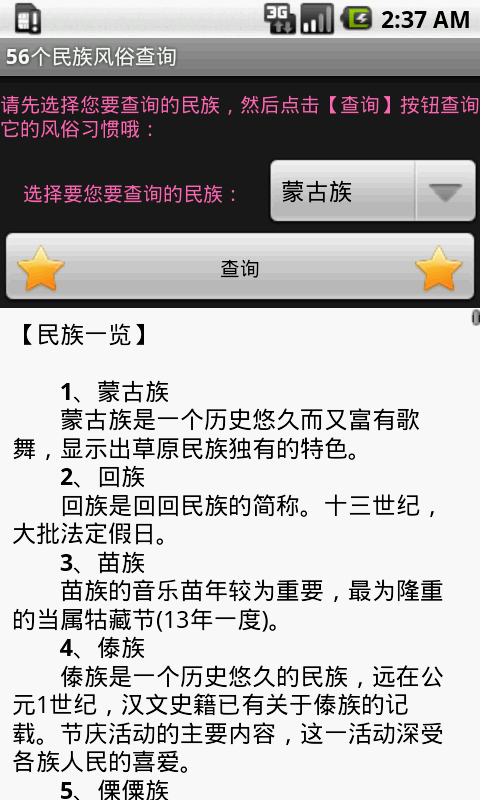 3G
2:37 AM
56个民族风俗查询
请先选择您要查询的民族，然后点击【查询】按钮查询
它的风俗习惯哦：
选择要您要查询的民族：
蒙古族
查询
【民族一览】
1、蒙古族
蒙古族是一个历史悠久而又富有歌
舞，显示出草原民族独有的特色。
2、回族
回族是回回民族的简称。十三世纪，
大批法定假日。
3、苗族
苗族的音乐苗年较为重要，最为隆重
的当属牯藏节(13年一度)。
4、傣族
傣族是一个历史悠久的民族，远在公
元1世纪，汉文史籍已有关于傣族的记
载。节庆活动的主要内容，这一活动深受
各族人民的喜爱。
5、傈僳族